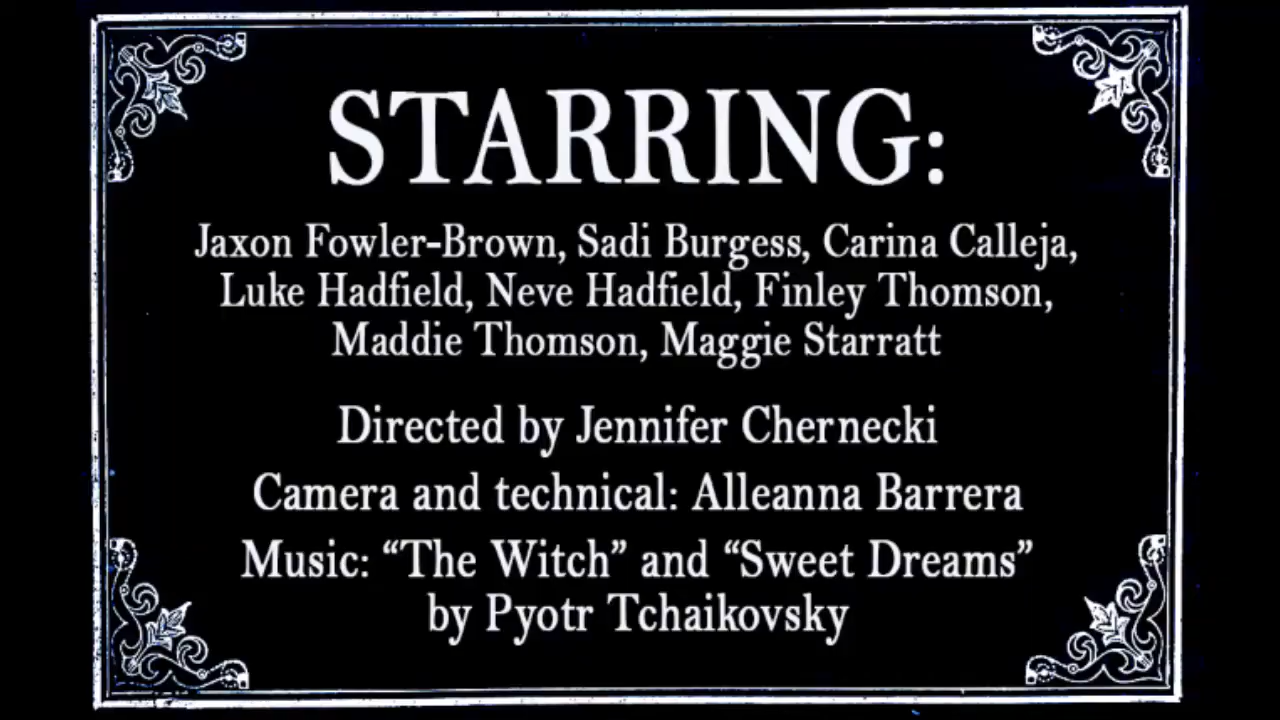 STARRING:
Jaxon Fowler-Brown, Sadi Burgess, Carina Calleja,
Luke Hadfield, Neve Hadfield, Finley Thomson,
Maddie Thomson, Maggie Starratt
Directed by Jennifer Chernecki
Camera and technical: Alleanna Barrera
Music: “The Witch” and “Sweet Dreams”
by Pyotr Tchaikovsky